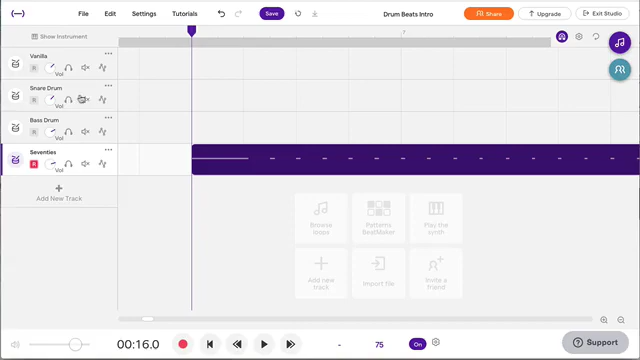 File Edit Settings Tutorials Save Drum Beats Intro Share Upgrade Exit Studio
Show Instrument
7
Vanilla
R Vol
Snare Drum
R Vol
Bass Drum
R Vol
Seventies
R Vol
Add New Track
Browse loops
Patterns BeatMaker
Play the synth
Add new track
Import file
Invite a friend
00:16.0 - 75 On Support